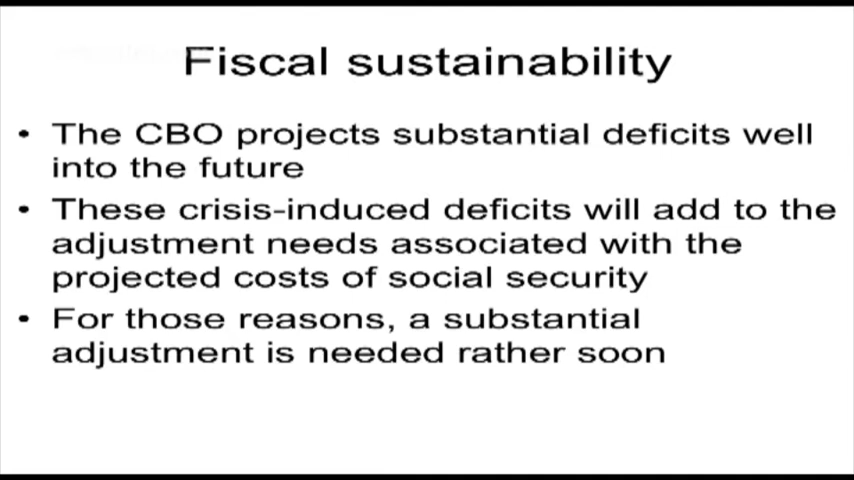 Fiscal sustainability
• The CBO projects substantial deficits well
into the future
• These crisis-induced deficits will add to the
adjustment needs associated with the
projected costs of social security
• For those reasons, a substantial
adjustment is needed rather soon